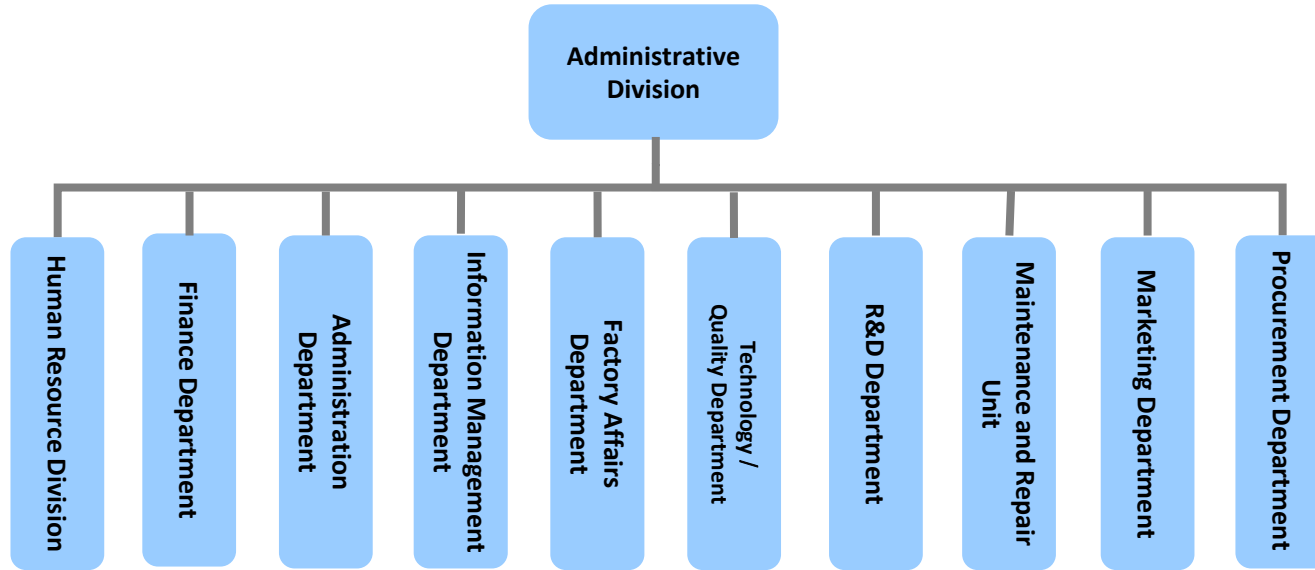 Administrative
Division
Human Resource Division
Finance Department
Administration
Department
Information Management
Department
Factory Affairs
Department
Technology /
Quality Department
R&D Department
Maintenance and Repair
Unit
Marketing Department
Procurement Department